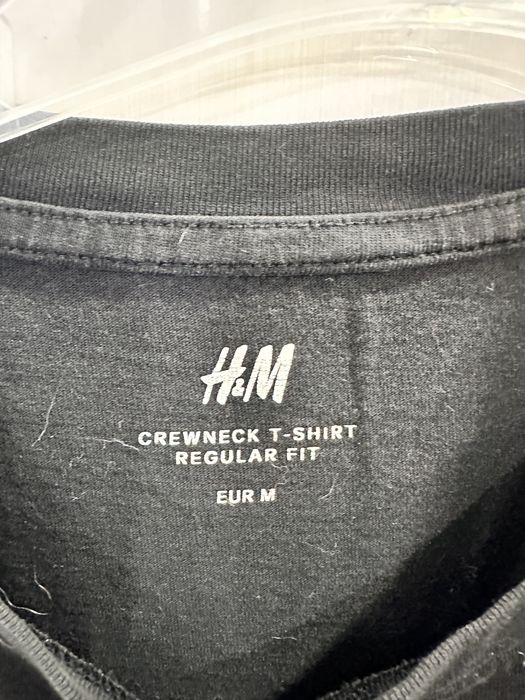 H&M
CREWNECK T-SHIRT
REGULAR FIT
EUR M